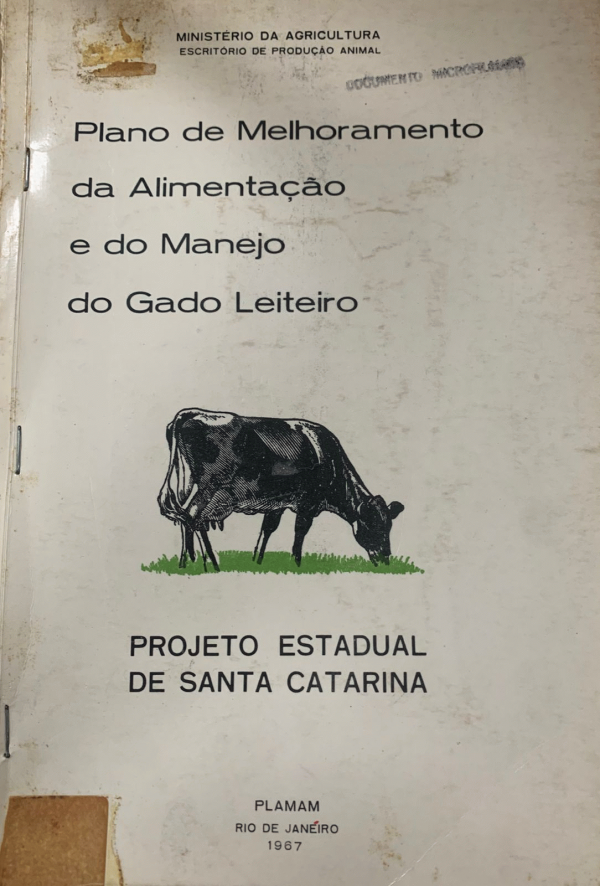 MINISTÉRIO DA AGRICULTURA
ESCRITÓRIO DE PRODUÇÃO ANIMAL
DOCUMENTO MICROFILMADO
Plano de Melhoramento
da Alimentação
e do Manejo
do Gado Leiteiro
PROJETO ESTADUAL
DE SANTA CATARINA
PLAMAM
RIO DE JANEIRO
1967